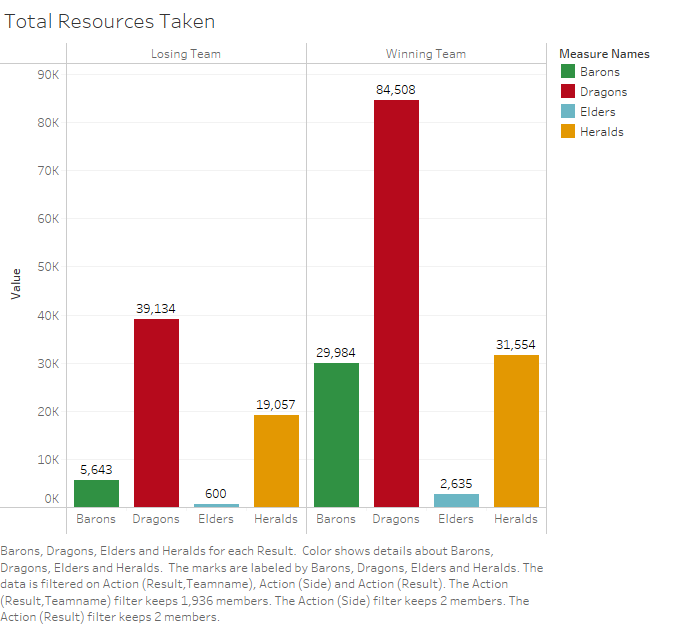 Total Resources Taken
Losing Team
Winning Team
Measure Names
Barons
Dragons
Elders
Heralds
Value
90K
80K
70K
60K
50K
40K
30K
20K
10K
0K
5,643
39,134
600
19,057
29,984
84,508
2,635
31,554
Barons Dragons Elders Heralds Barons Dragons Elders Heralds
Barons, Dragons, Elders and Heralds for each Result.  Color shows details about Barons,
Dragons, Elders and Heralds.  The marks are labeled by Barons, Dragons, Elders and Heralds. The
data is filtered on Action (Result,Teamname), Action (Side) and Action (Result). The Action
(Result,Teamname) filter keeps 1,936 members. The Action (Side) filter keeps 2 members. The
Action (Result) filter keeps 2 members.